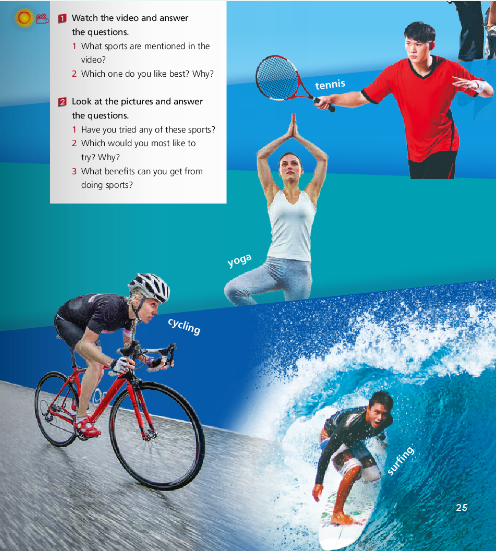 1 Watch the video and answer
the questions.
1 What sports are mentioned in the
video?
2 Which one do you like best? Why?
2 Look at the pictures and answer
the questions.
1 Have you tried any of these sports?
2 Which would you most like to
try? Why?
3 What benefits can you get from
doing sports?
tennis
yoga
cycling
surfing
25